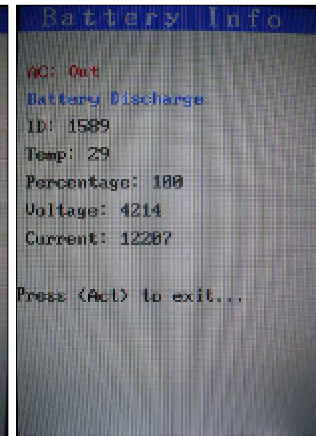 Battery Info
AC: Out
Battery Discharge
ID: 1589
Temp: 29
Percentage: 100
Voltage: 4214
Current: 12207
Press <Act> to exit...